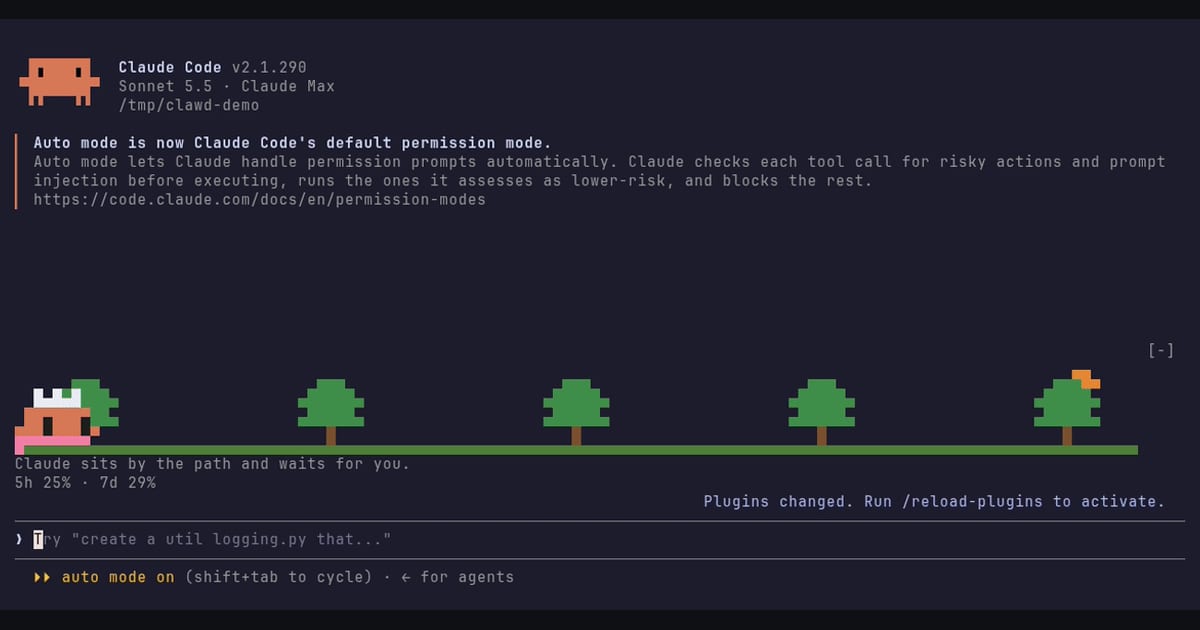 Claude Code v2.1.290
Sonnet 5.5 · Claude Max
/tmp/clawd-demo
Auto mode is now Claude Code's default permission mode.
Auto mode lets Claude handle permission prompts automatically. Claude checks each tool call for risky actions and prompt
injection before executing, runs the ones it assesses as lower-risk, and blocks the rest.
https://code.claude.com/docs/en/permission-modes
[-]
Claude sits by the path and waits for you.
5h 25% · 7d 29%
Plugins changed. Run /reload-plugins to activate.
❯ Try "create a util logging.py that..."
⏵⏵ auto mode on (shift+tab to cycle) · ← for agents